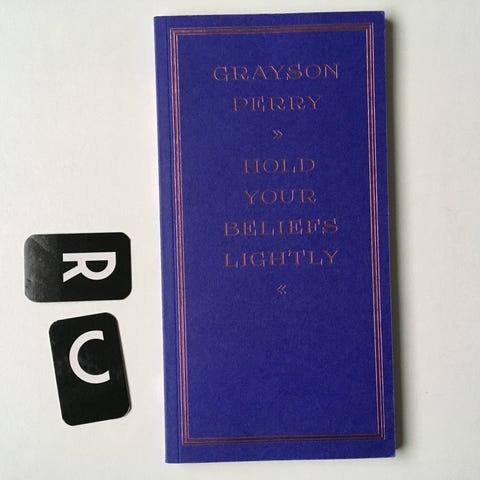 GRAYSON
PERRY
»
HOLD
YOUR
BELIEFS
LIGHTLY
«
R
C